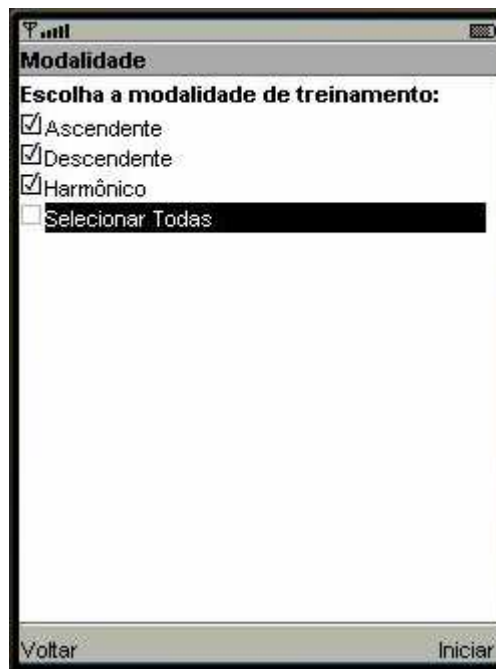 Modalidade
Escolha a modalidade de treinamento:
Ascendente
Descendente
Harmônico
Selecionar Todas
Voltar Iniciar